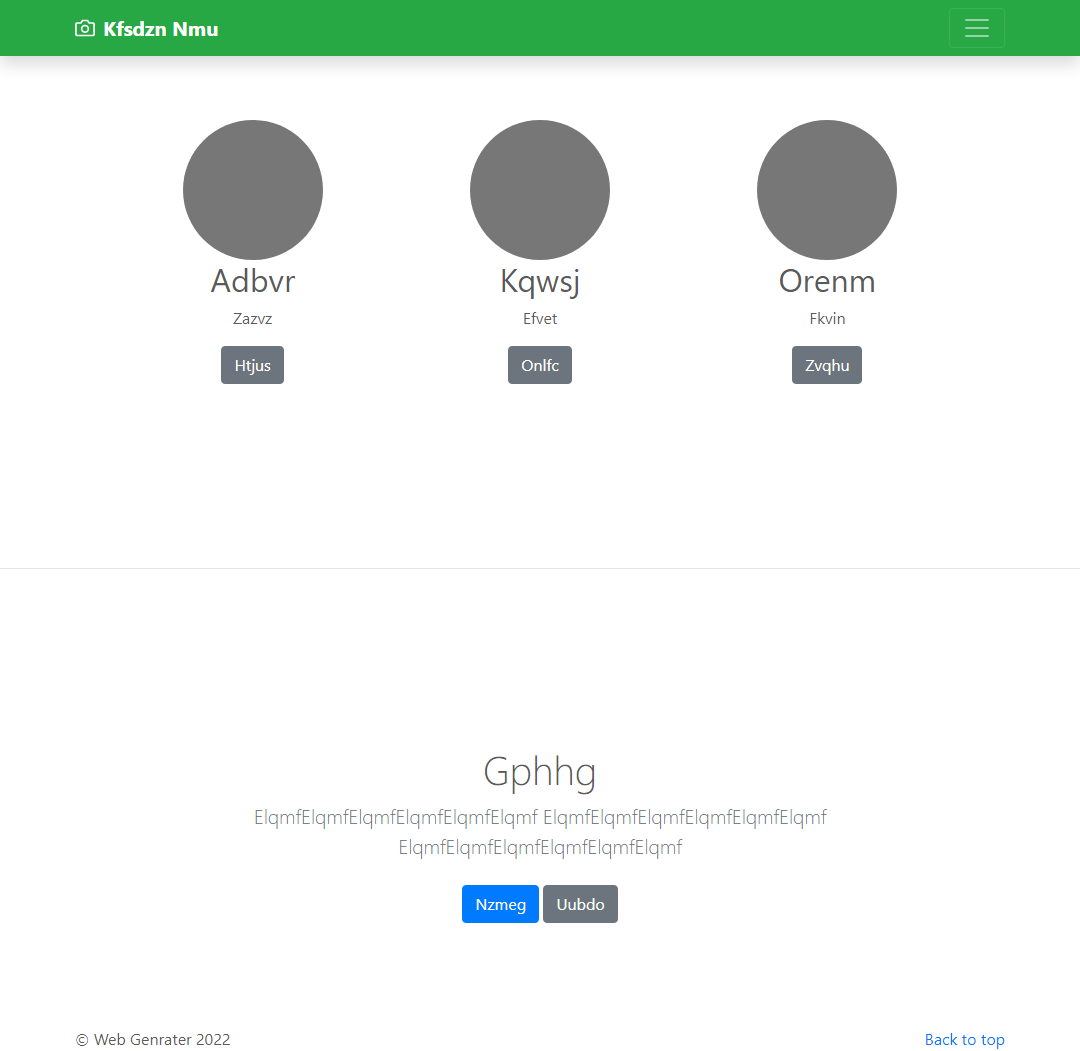 Kfsdzn Nmu
Adbvr
Kqwsj
Orenm
Zazvz
Efvet
Fkvin
Htjus
Onlfc
Zvqhu
Gphhg
ElqmfElqmfElqmfElqmfElqmfElqmf ElqmfElqmfElqmfElqmfElqmfElqmf
ElqmfElqmfElqmfElqmfElqmfElqmf
Nzmeg Uubdo
© Web Genrater 2022
Back to top